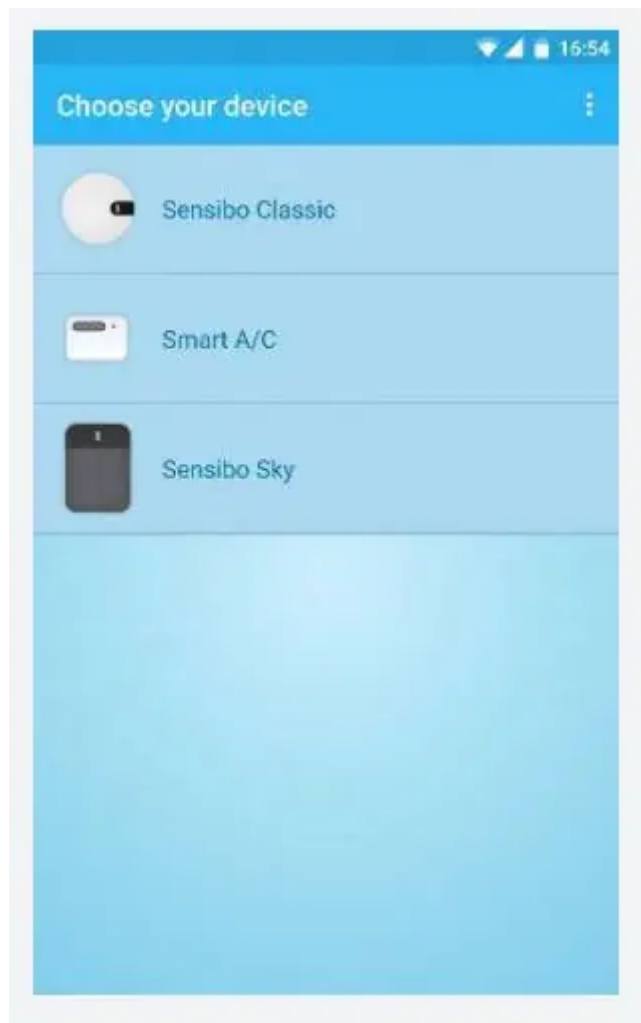 16:54
Choose your device
Sensibo Classic
Smart A/C
Sensibo Sky